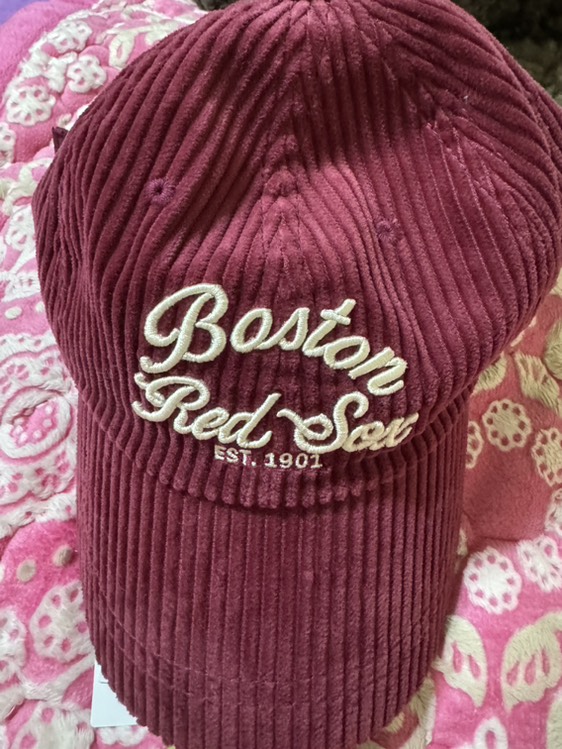 Boston
Red Sox
EST. 1901